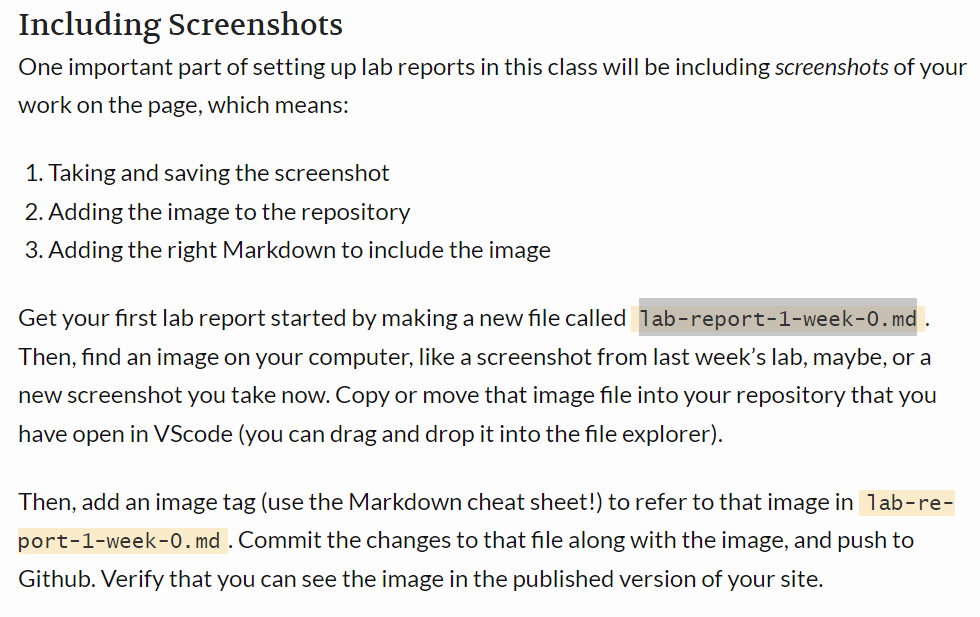 Including Screenshots
One important part of setting up lab reports in this class will be including screenshots of your
work on the page, which means:
1. Taking and saving the screenshot
2. Adding the image to the repository
3. Adding the right Markdown to include the image
Get your first lab report started by making a new file called lab-report-1-week-0.md.
Then, find an image on your computer, like a screenshot from last week’s lab, maybe, or a
new screenshot you take now. Copy or move that image file into your repository that you
have open in VScode (you can drag and drop it into the file explorer).
Then, add an image tag (use the Markdown cheat sheet!) to refer to that image in lab-re-
port-1-week-0.md. Commit the changes to that file along with the image, and push to
Github. Verify that you can see the image in the published version of your site.